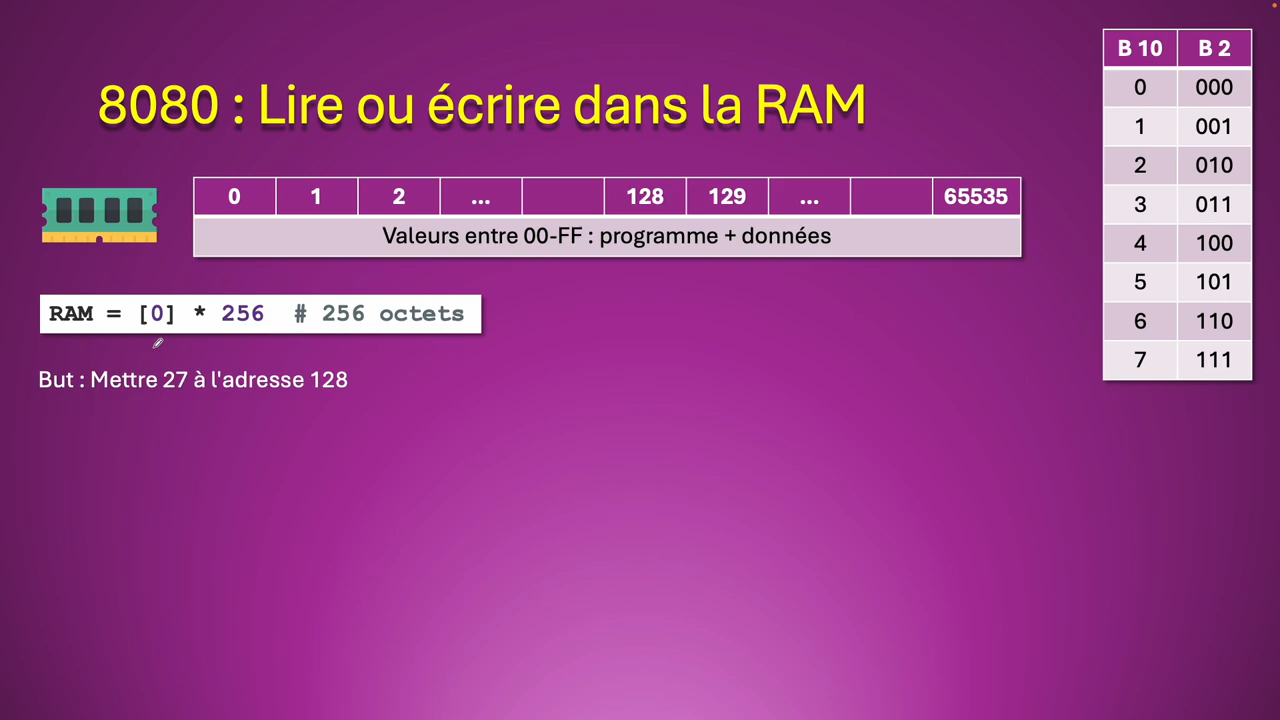 8080 : Lire ou écrire dans la RAM
0 1 2 ... 128 129 ... 65535
Valeurs entre 00-FF : programme + données
RAM = [0] * 256  # 256 octets
But : Mettre 27 à l'adresse 128
B 10 B 2
0 000
1 001
2 010
3 011
4 100
5 101
6 110
7 111